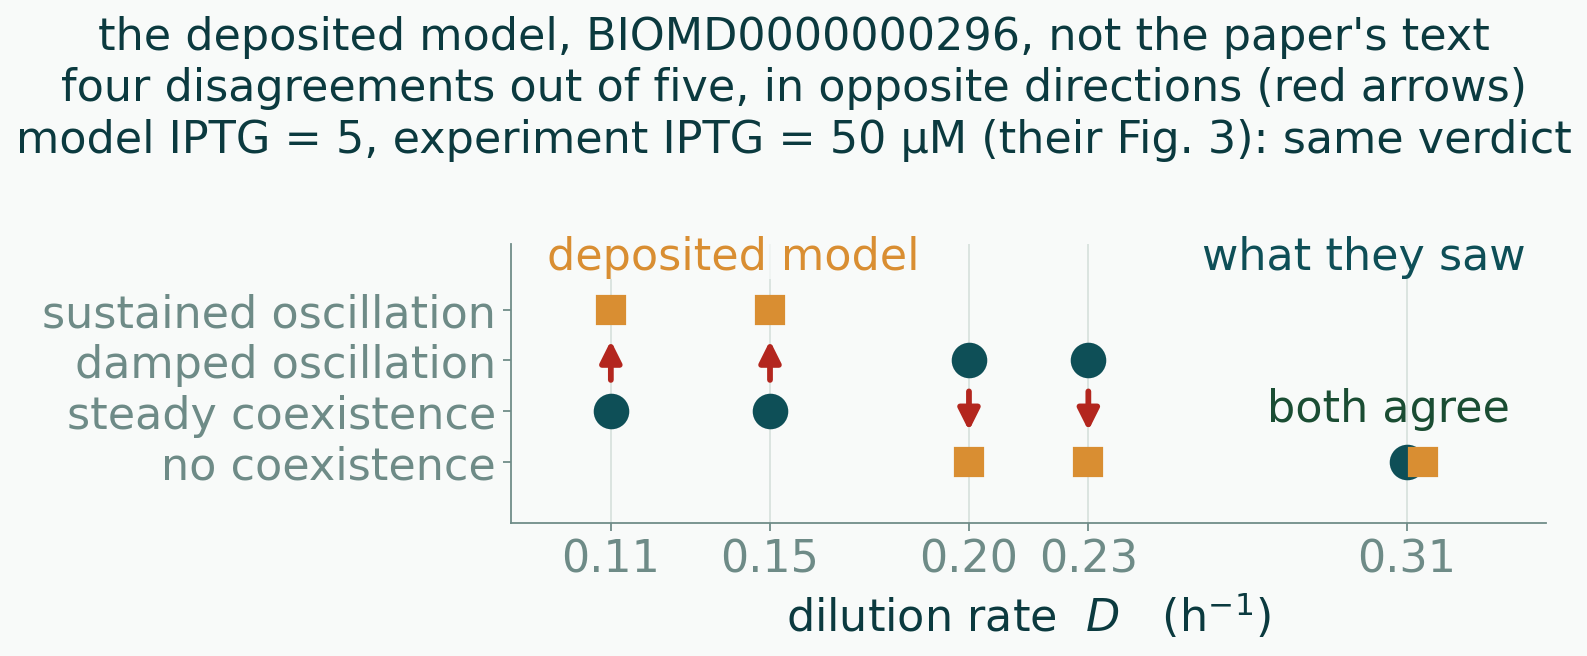 the deposited model, BIOMD0000000296, not the paper's text
four disagreements out of five, in opposite directions (red arrows)
model IPTG = 5, experiment IPTG = 50 μM (their Fig. 3): same verdict
deposited model
what they saw
sustained oscillation
damped oscillation
steady coexistence
both agree
no coexistence
0.11 0.15 0.20 0.23 0.31
dilution rate D (h⁻¹)